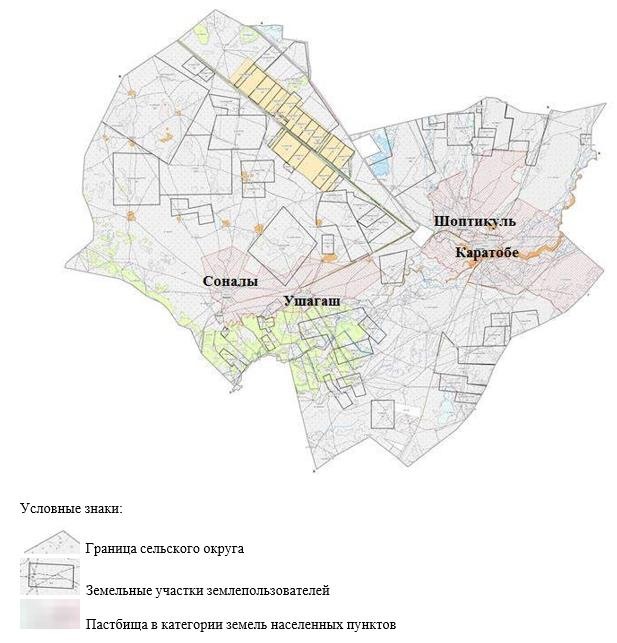 Шоптикуль
Каратобе
Соналы
Ушагаш
Условные знаки:
Граница сельского округа
Земельные участки землепользователей
Пастбища в категории земель населенных пунктов